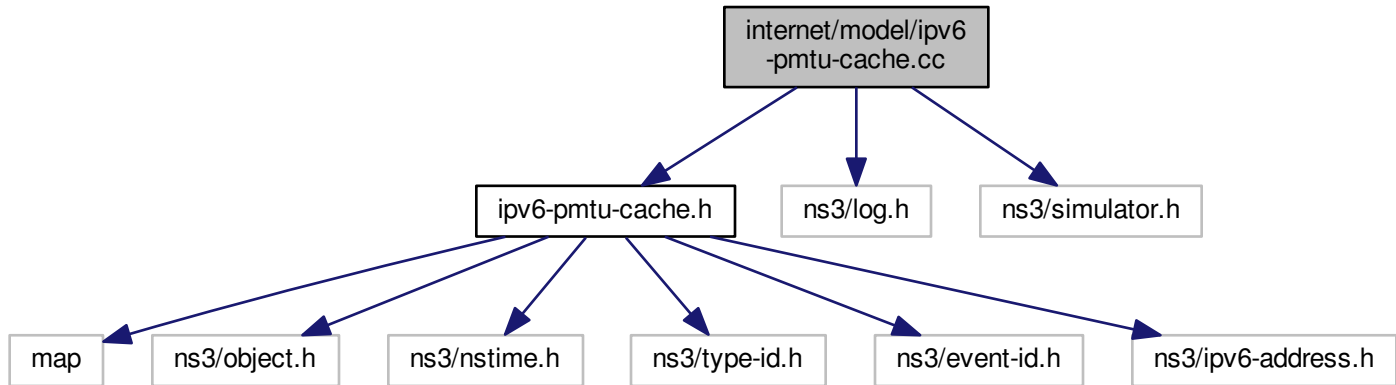 internet/model/ipv6
-pmtu-cache.cc
ipv6-pmtu-cache.h
ns3/log.h
ns3/simulator.h
map
ns3/object.h
ns3/nstime.h
ns3/type-id.h
ns3/event-id.h
ns3/ipv6-address.h